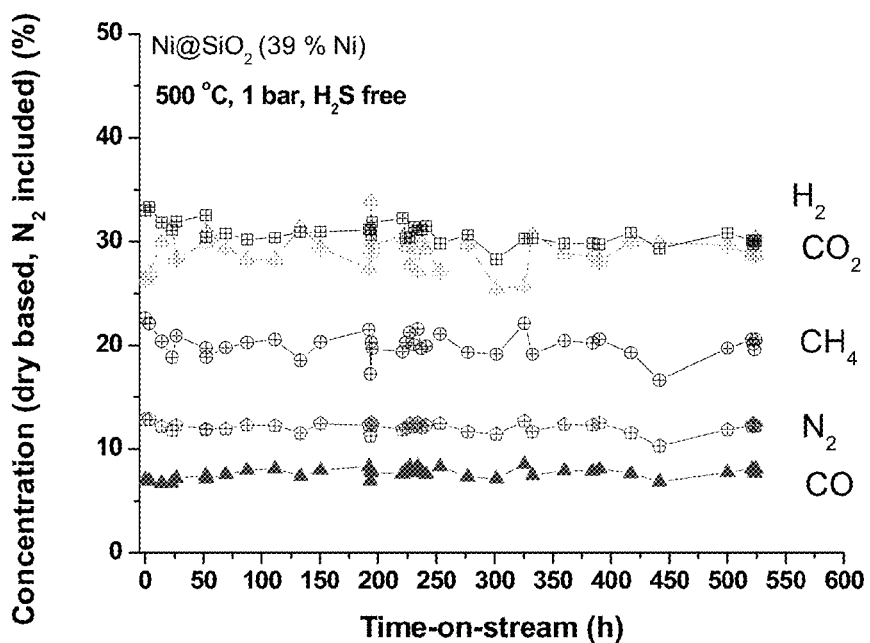 Concentration (dry based, N₂ included) (%)
50
40
30
20
10
0
Ni@SiO₂ (39 % Ni)
500 °C, 1 bar, H₂S free
H₂
CO₂
CH₄
N₂
CO
0 50 100 150 200 250 300 350 400 450 500 550 600
Time-on-stream (h)